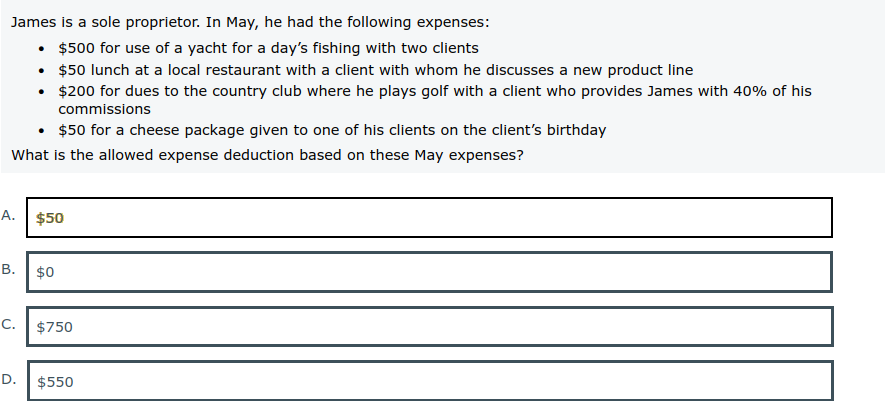 James is a sole proprietor. In May, he had the following expenses:
• $500 for use of a yacht for a day’s fishing with two clients
• $50 lunch at a local restaurant with a client with whom he discusses a new product line
• $200 for dues to the country club where he plays golf with a client who provides James with 40% of his
commissions
• $50 for a cheese package given to one of his clients on the client’s birthday
What is the allowed expense deduction based on these May expenses?
A. $50
B. $0
C. $750
D. $550